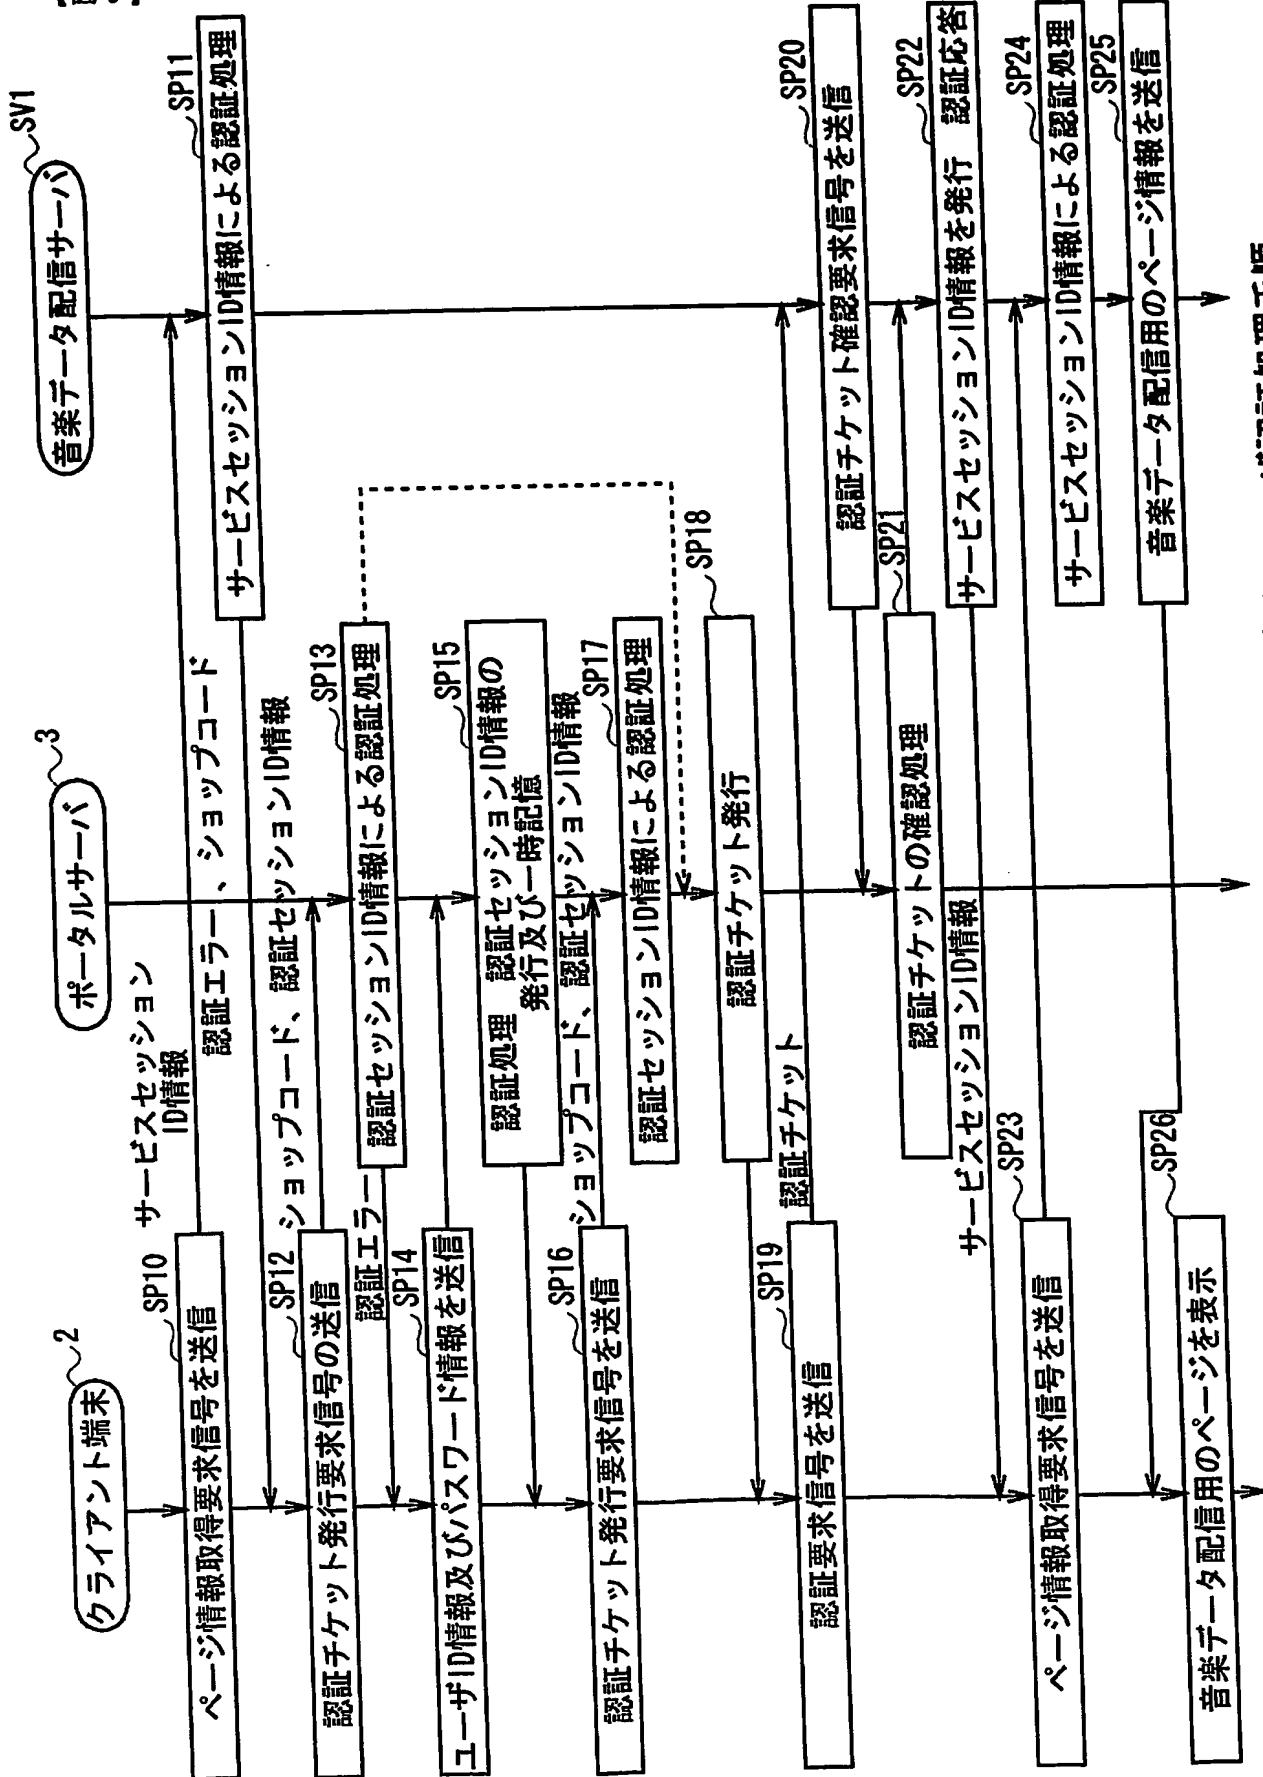 クライアント端末
2
ポータルサーバ
3
音楽データ配信サーバ
SV1
SP10
ページ情報取得要求信号を送信
サービスセッション
ID情報
SP11
サービスセッションID情報による認証処理
認証エラー、ショップコード
SP12
認証チケット発行要求信号の送信
ショップコード、認証セッションID情報
SP13
認証セッションID情報による認証処理
認証エラー
SP14
ユーザID情報及びパスワード情報を送信
SP15
認証処理　認証セッションID情報の
発行及び一時記憶
SP16
認証チケット発行要求信号を送信
ショップコード、認証セッションID情報
SP17
認証セッションID情報による認証処理
SP18
認証チケット発行
SP19
認証要求信号を送信
認証チケット
SP20
認証チケット確認要求信号を送信
SP21
認証チケットの確認処理
SP22
サービスセッションID情報を発行　認証応答
サービスセッションID情報
SP23
ページ情報取得要求信号を送信
SP24
サービスセッションID情報による認証処理
SP25
音楽データ配信用のページ情報を送信
SP26
音楽データ配信用のページを表示